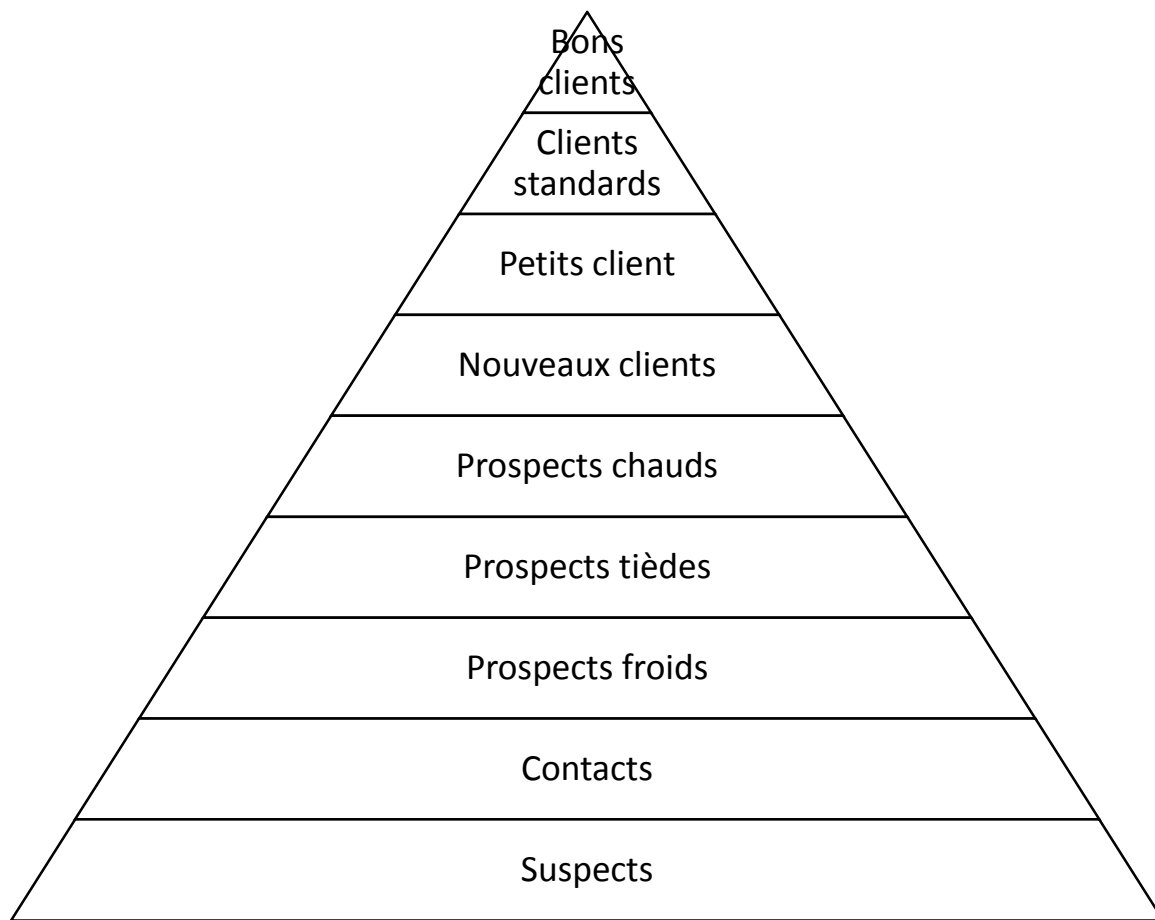 Bons
clients
Clients
standards
Petits client
Nouveaux clients
Prospects chauds
Prospects tièdes
Prospects froids
Contacts
Suspects